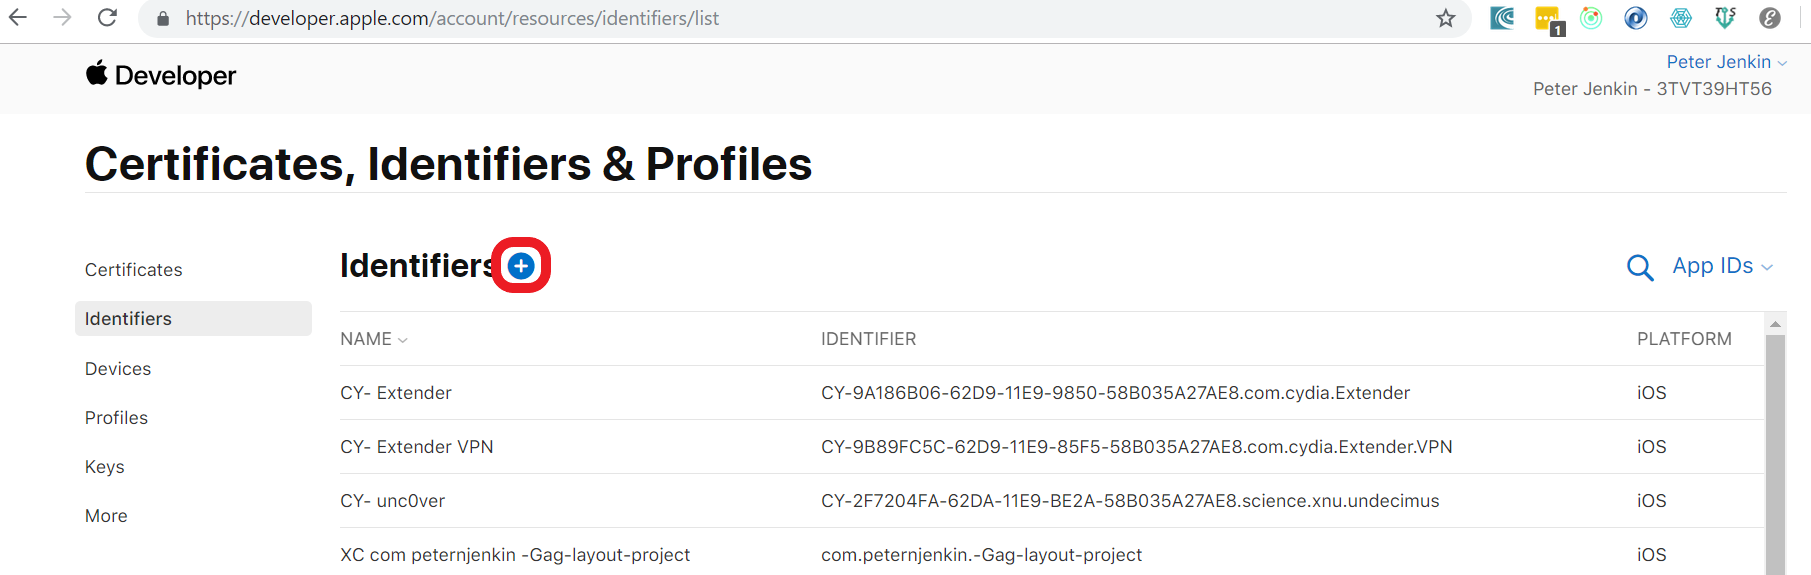 https://developer.apple.com/account/resources/identifiers/list
1
T S
Developer
Peter Jenkin
Peter Jenkin - 3TVT39HT56
Certificates, Identifiers & Profiles
Certificates
Identifiers
Devices
Profiles
Keys
More
Identifiers
App IDs
NAME IDENTIFIER PLATFORM
CY- Extender CY-9A186B06-62D9-11E9-9850-58B035A27AE8.com.cydia.Extender iOS
CY- Extender VPN CY-9B89FC5C-62D9-11E9-85F5-58B035A27AE8.com.cydia.Extender.VPN iOS
CY- unc0ver CY-2F7204FA-62DA-11E9-BE2A-58B035A27AE8.science.xnu.undecimus iOS
XC com peternjenkin -Gag-layout-project com.peternjenkin.-Gag-layout-project iOS